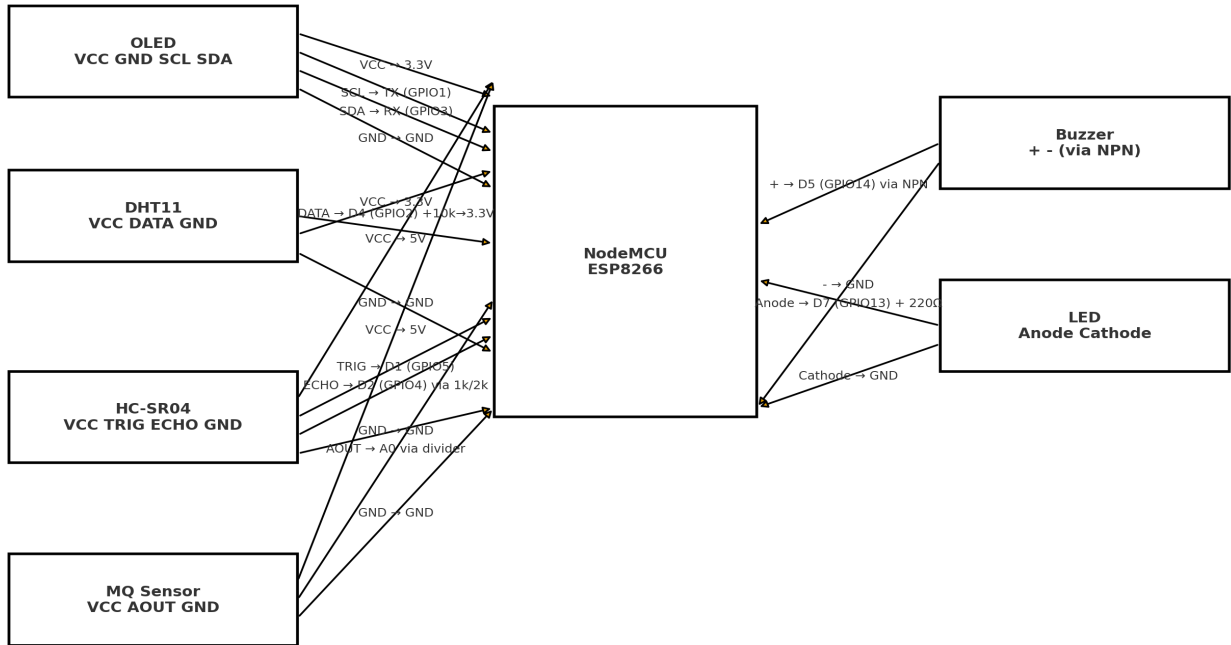 OLED
VCC GND SCL SDA
VCC → 3.3V
SCL → TX (GPIO1)
SDA → RX (GPIO3)
GND → GND
DHT11
VCC DATA GND
VCC → 3.3V
DATA → D4 (GPIO2) +10k→3.3V
VCC → 5V
GND → GND
VCC → 5V
HC-SR04
VCC TRIG ECHO GND
TRIG → D1 (GPIO5)
ECHO → D2 (GPIO4) via 1k/2k
GND → GND
AOUT → A0 via divider
GND → GND
MQ Sensor
VCC AOUT GND
NodeMCU
ESP8266
Buzzer
+ - (via NPN)
+ → D5 (GPIO14) via NPN
- → GND
Anode → D7 (GPIO13) + 220Ω
LED
Anode Cathode
Cathode → GND